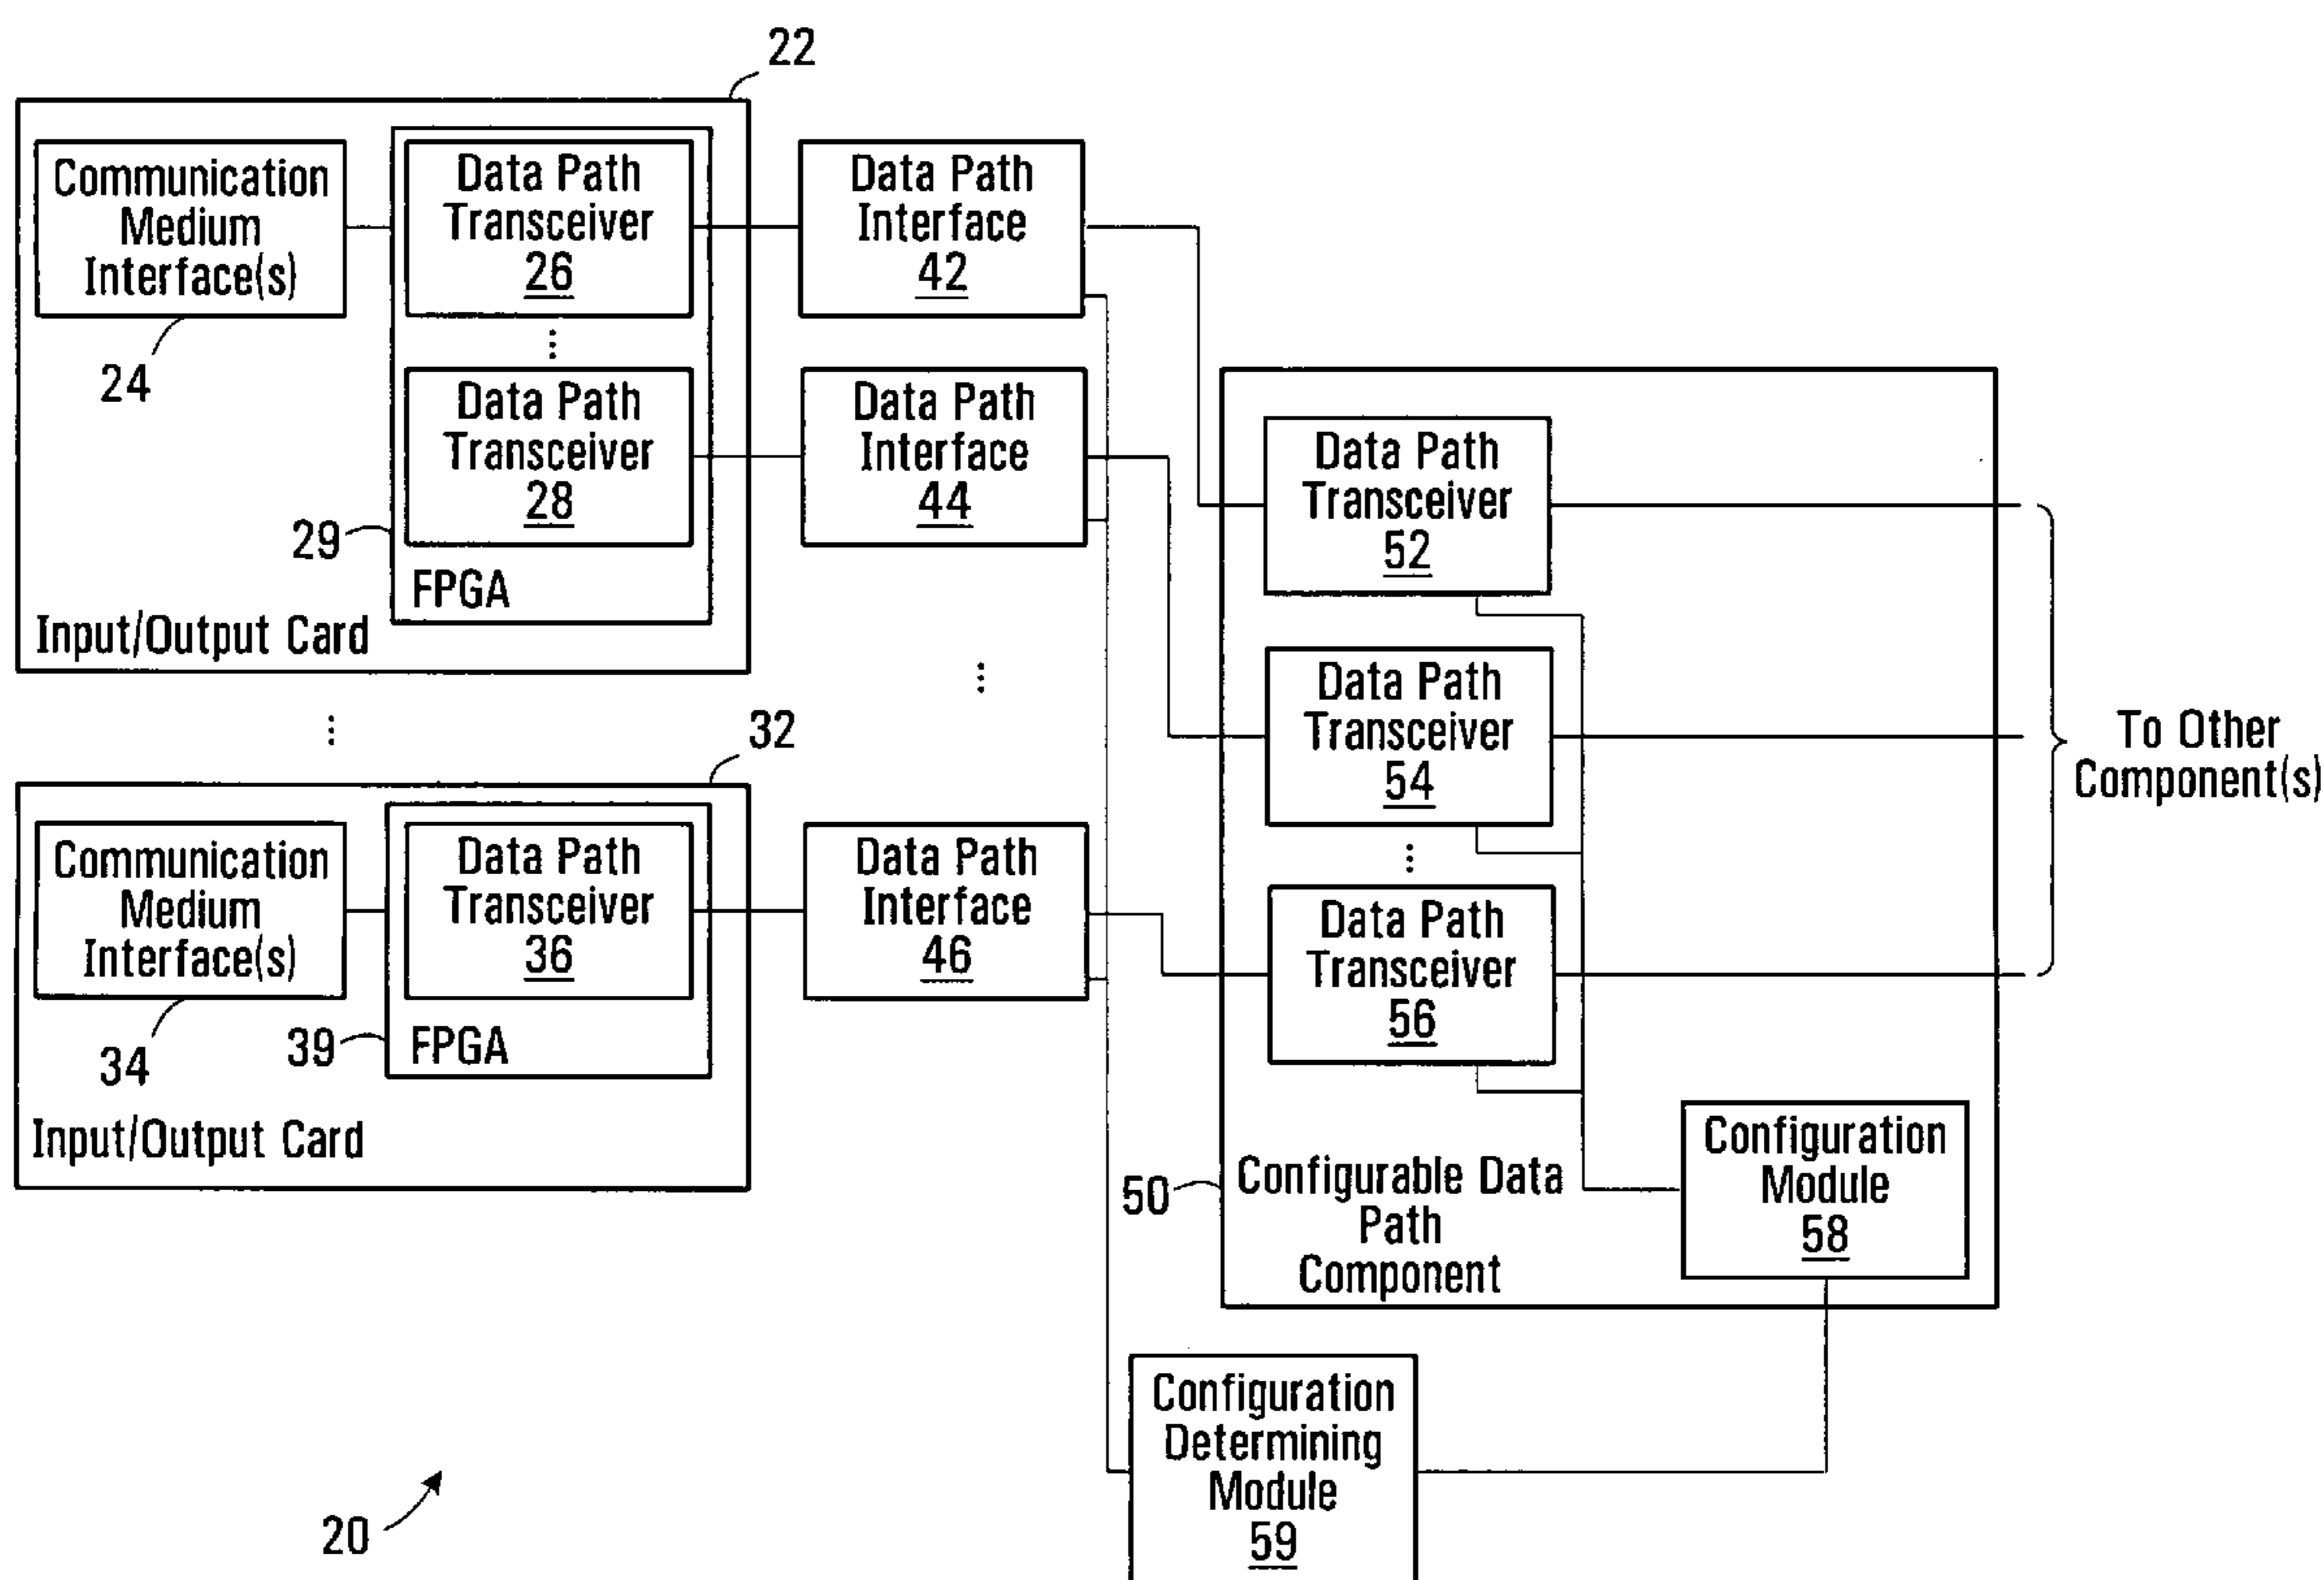 22
Communication
Medium
Interface(s)
24
Data Path
Transceiver
26
Data Path
Transceiver
28
29
FPGA
Input/Output Card
Data Path
Interface
42
Data Path
Interface
44
32
Communication
Medium
Interface(s)
34
Data Path
Transceiver
36
39
FPGA
Input/Output Card
Data Path
Interface
46
Data Path
Transceiver
52
Data Path
Transceiver
54
Data Path
Transceiver
56
50
Configurable Data
Path
Component
Configuration
Module
58
To Other
Component(s)
Configuration
Determining
Module
59
20